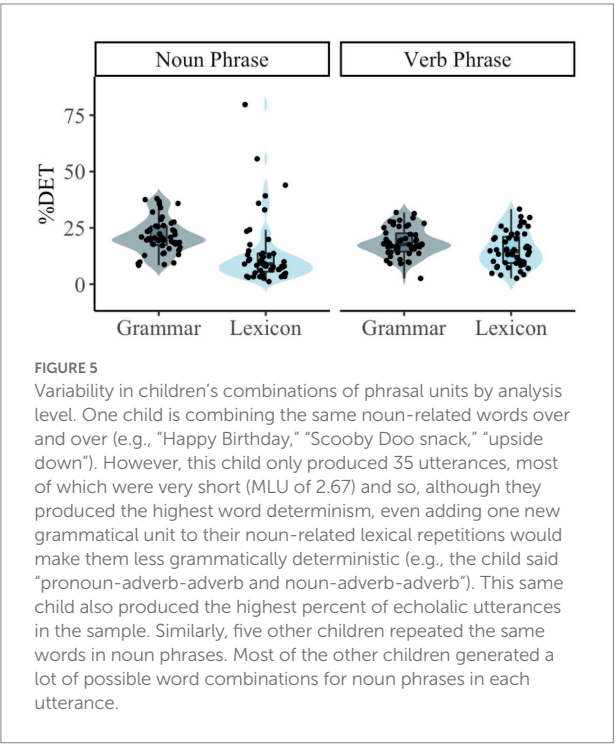 Noun Phrase
Verb Phrase
%DET
75
50
25
0
Grammar
Lexicon
Grammar
Lexicon
FIGURE 5
Variability in children's combinations of phrasal units by analysis
level. One child is combining the same noun-related words over
and over (e.g., “Happy Birthday,” “Scooby Doo snack,” “upside
down”). However, this child only produced 35 utterances, most
of which were very short (MLU of 2.67) and so, although they
produced the highest word determinism, even adding one new
grammatical unit to their noun-related lexical repetitions would
make them less grammatically deterministic (e.g., the child said
“pronoun-adverb-adverb and noun-adverb-adverb”). This same
child also produced the highest percent of echolalic utterances
in the sample. Similarly, five other children repeated the same
words in noun phrases. Most of the other children generated a
lot of possible word combinations for noun phrases in each
utterance.